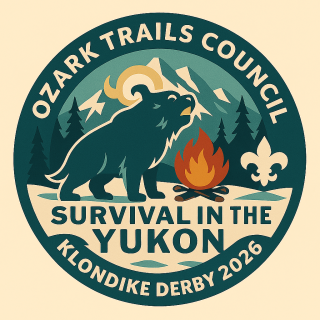 OZARK TRAILS COUNCIL
SURVIVAL IN THE
YUKON
KLONDIKE DERBY 2026